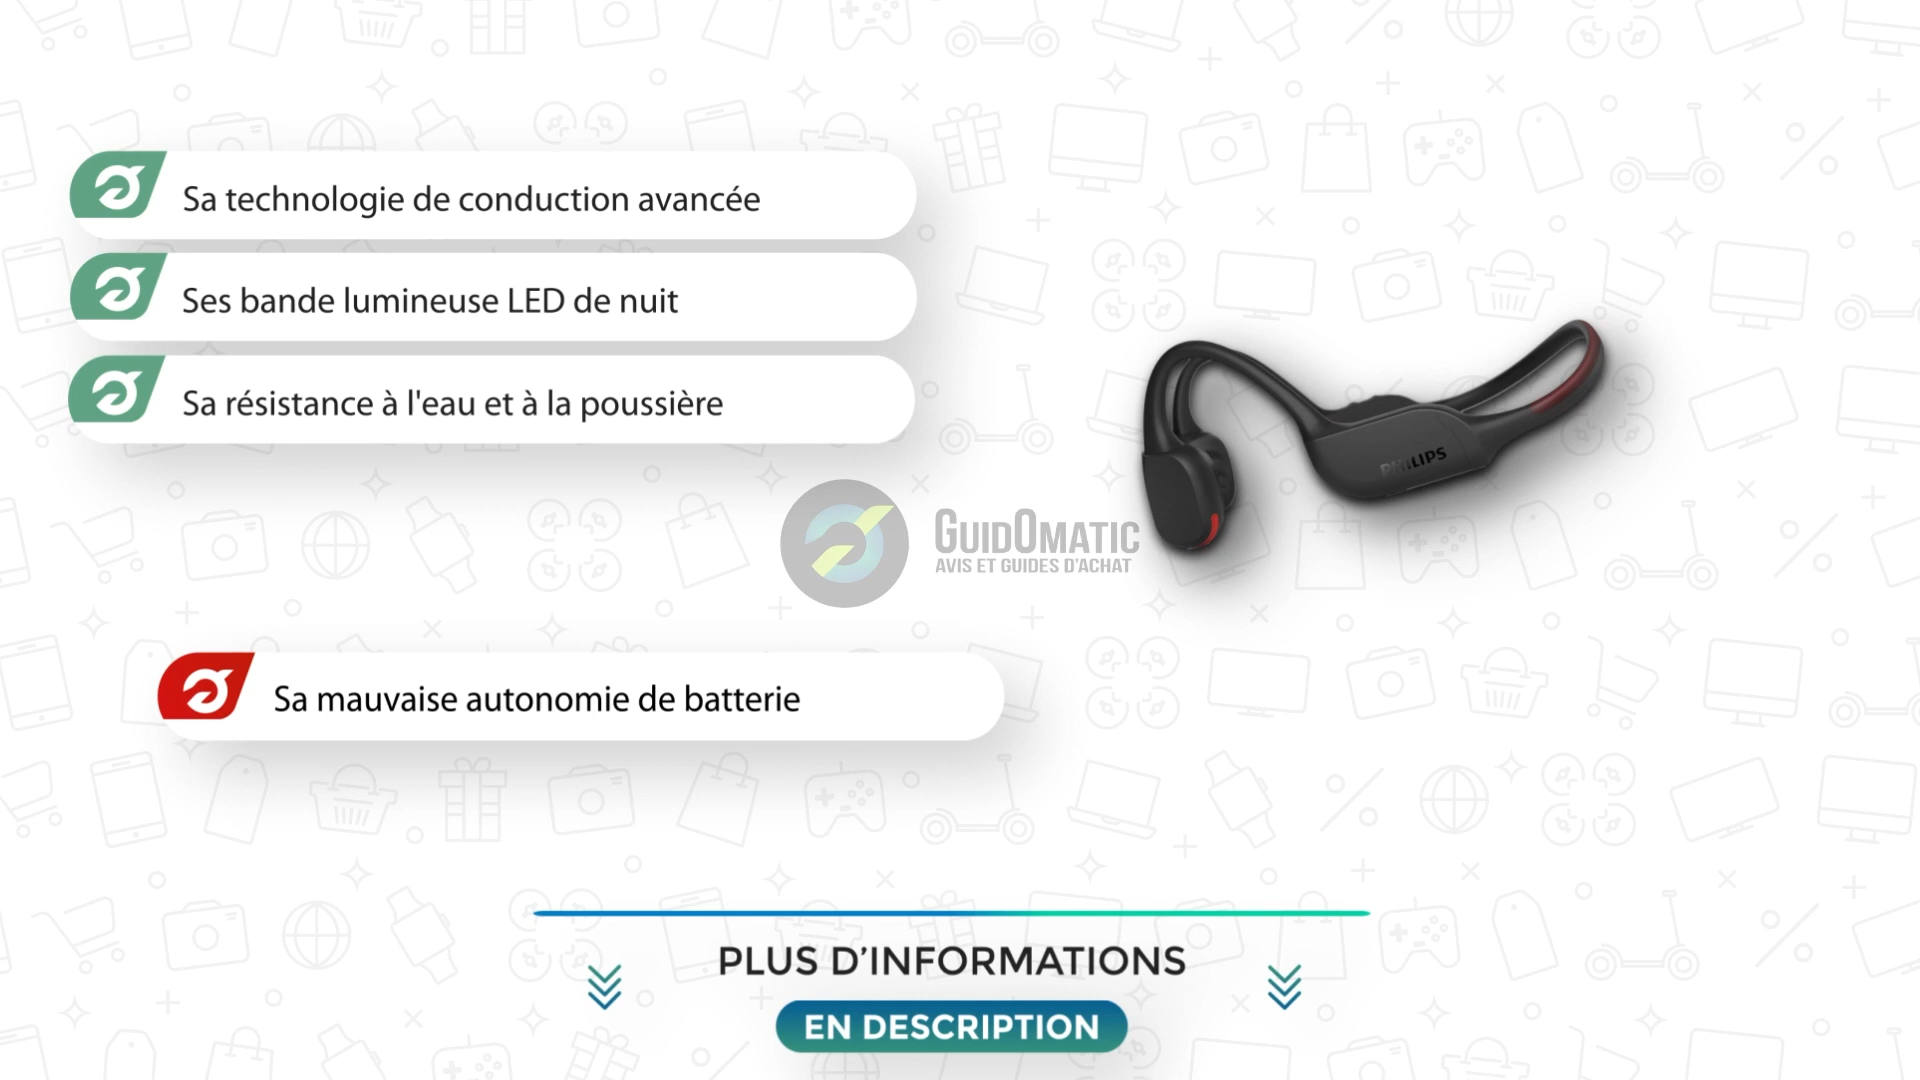 Sa technologie de conduction avancée
Ses bande lumineuse LED de nuit
Sa résistance à l'eau et à la poussière
PHILIPS
GUIDOMATIC
AVIS ET GUIDES D'ACHAT
Sa mauvaise autonomie de batterie
PLUS D’INFORMATIONS
EN DESCRIPTION